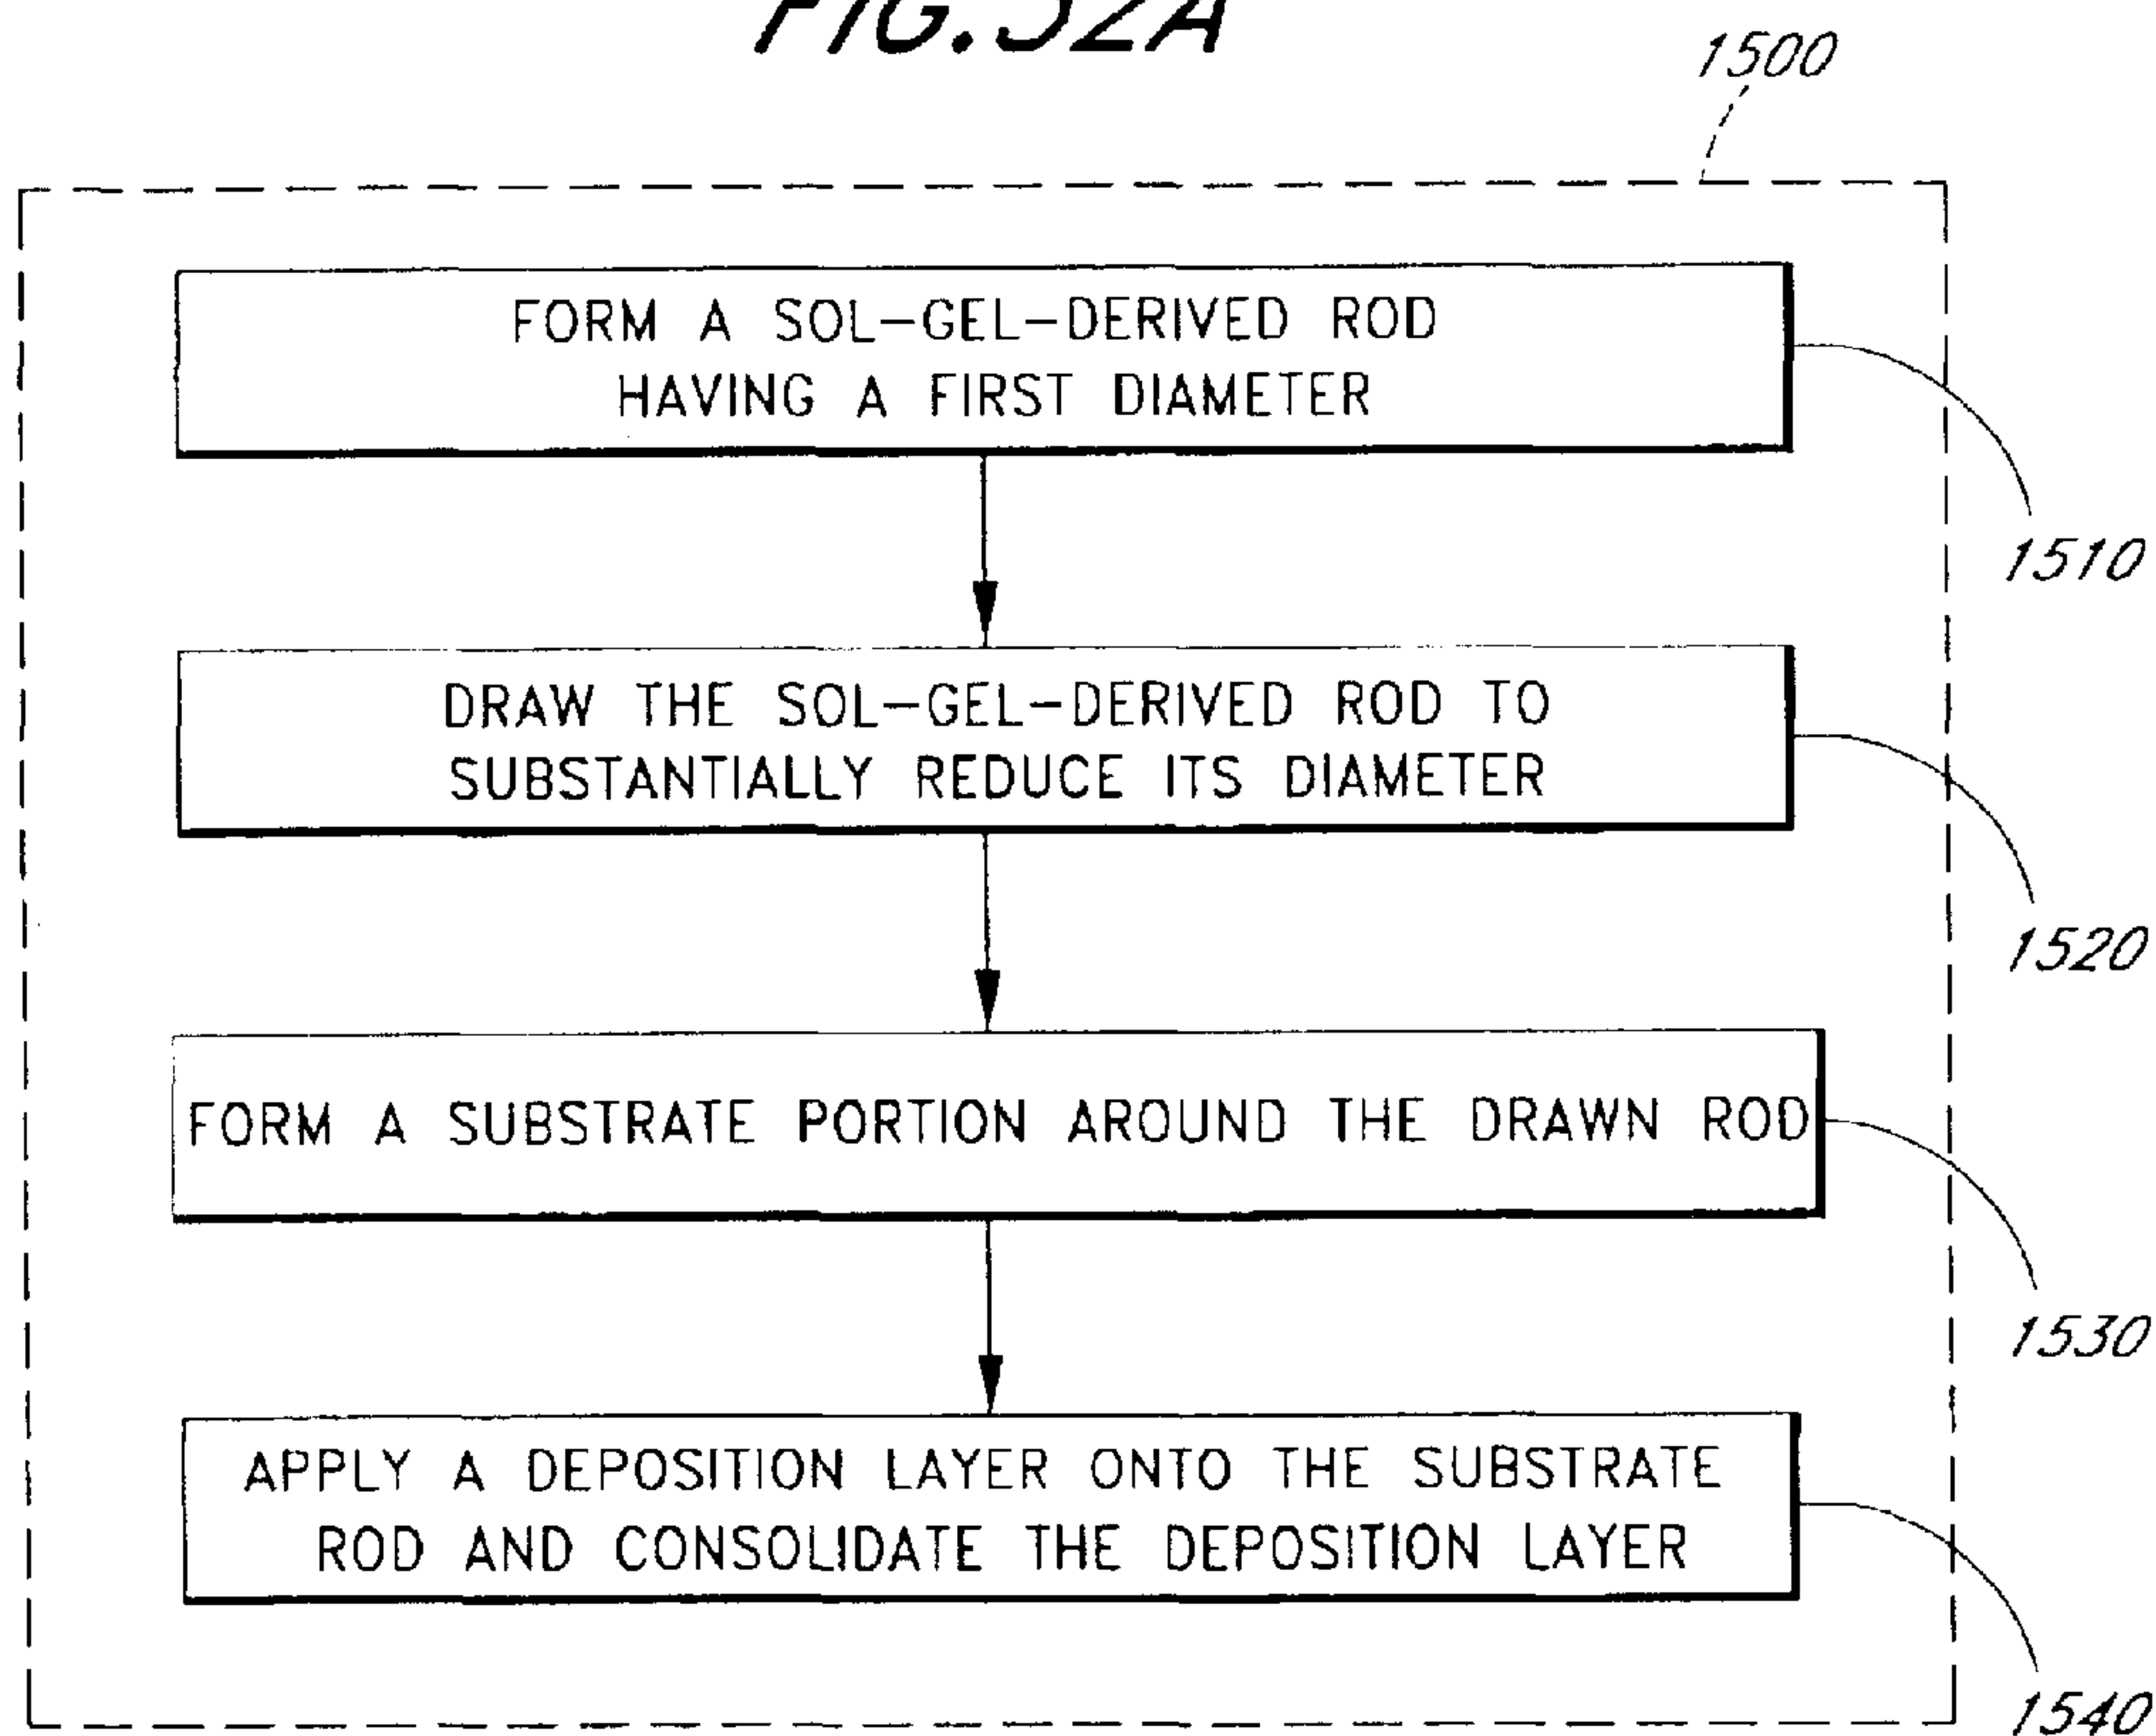 FIG. 32A
1500
FORM A SOL-GEL-DERIVED ROD
HAVING A FIRST DIAMETER
1510
DRAW THE SOL-GEL-DERIVED ROD TO
SUBSTANTIALLY REDUCE ITS DIAMETER
1520
FORM A SUBSTRATE PORTION AROUND THE DRAWN ROD
1530
APPLY A DEPOSITION LAYER ONTO THE SUBSTRATE
ROD AND CONSOLIDATE THE DEPOSITION LAYER
1540